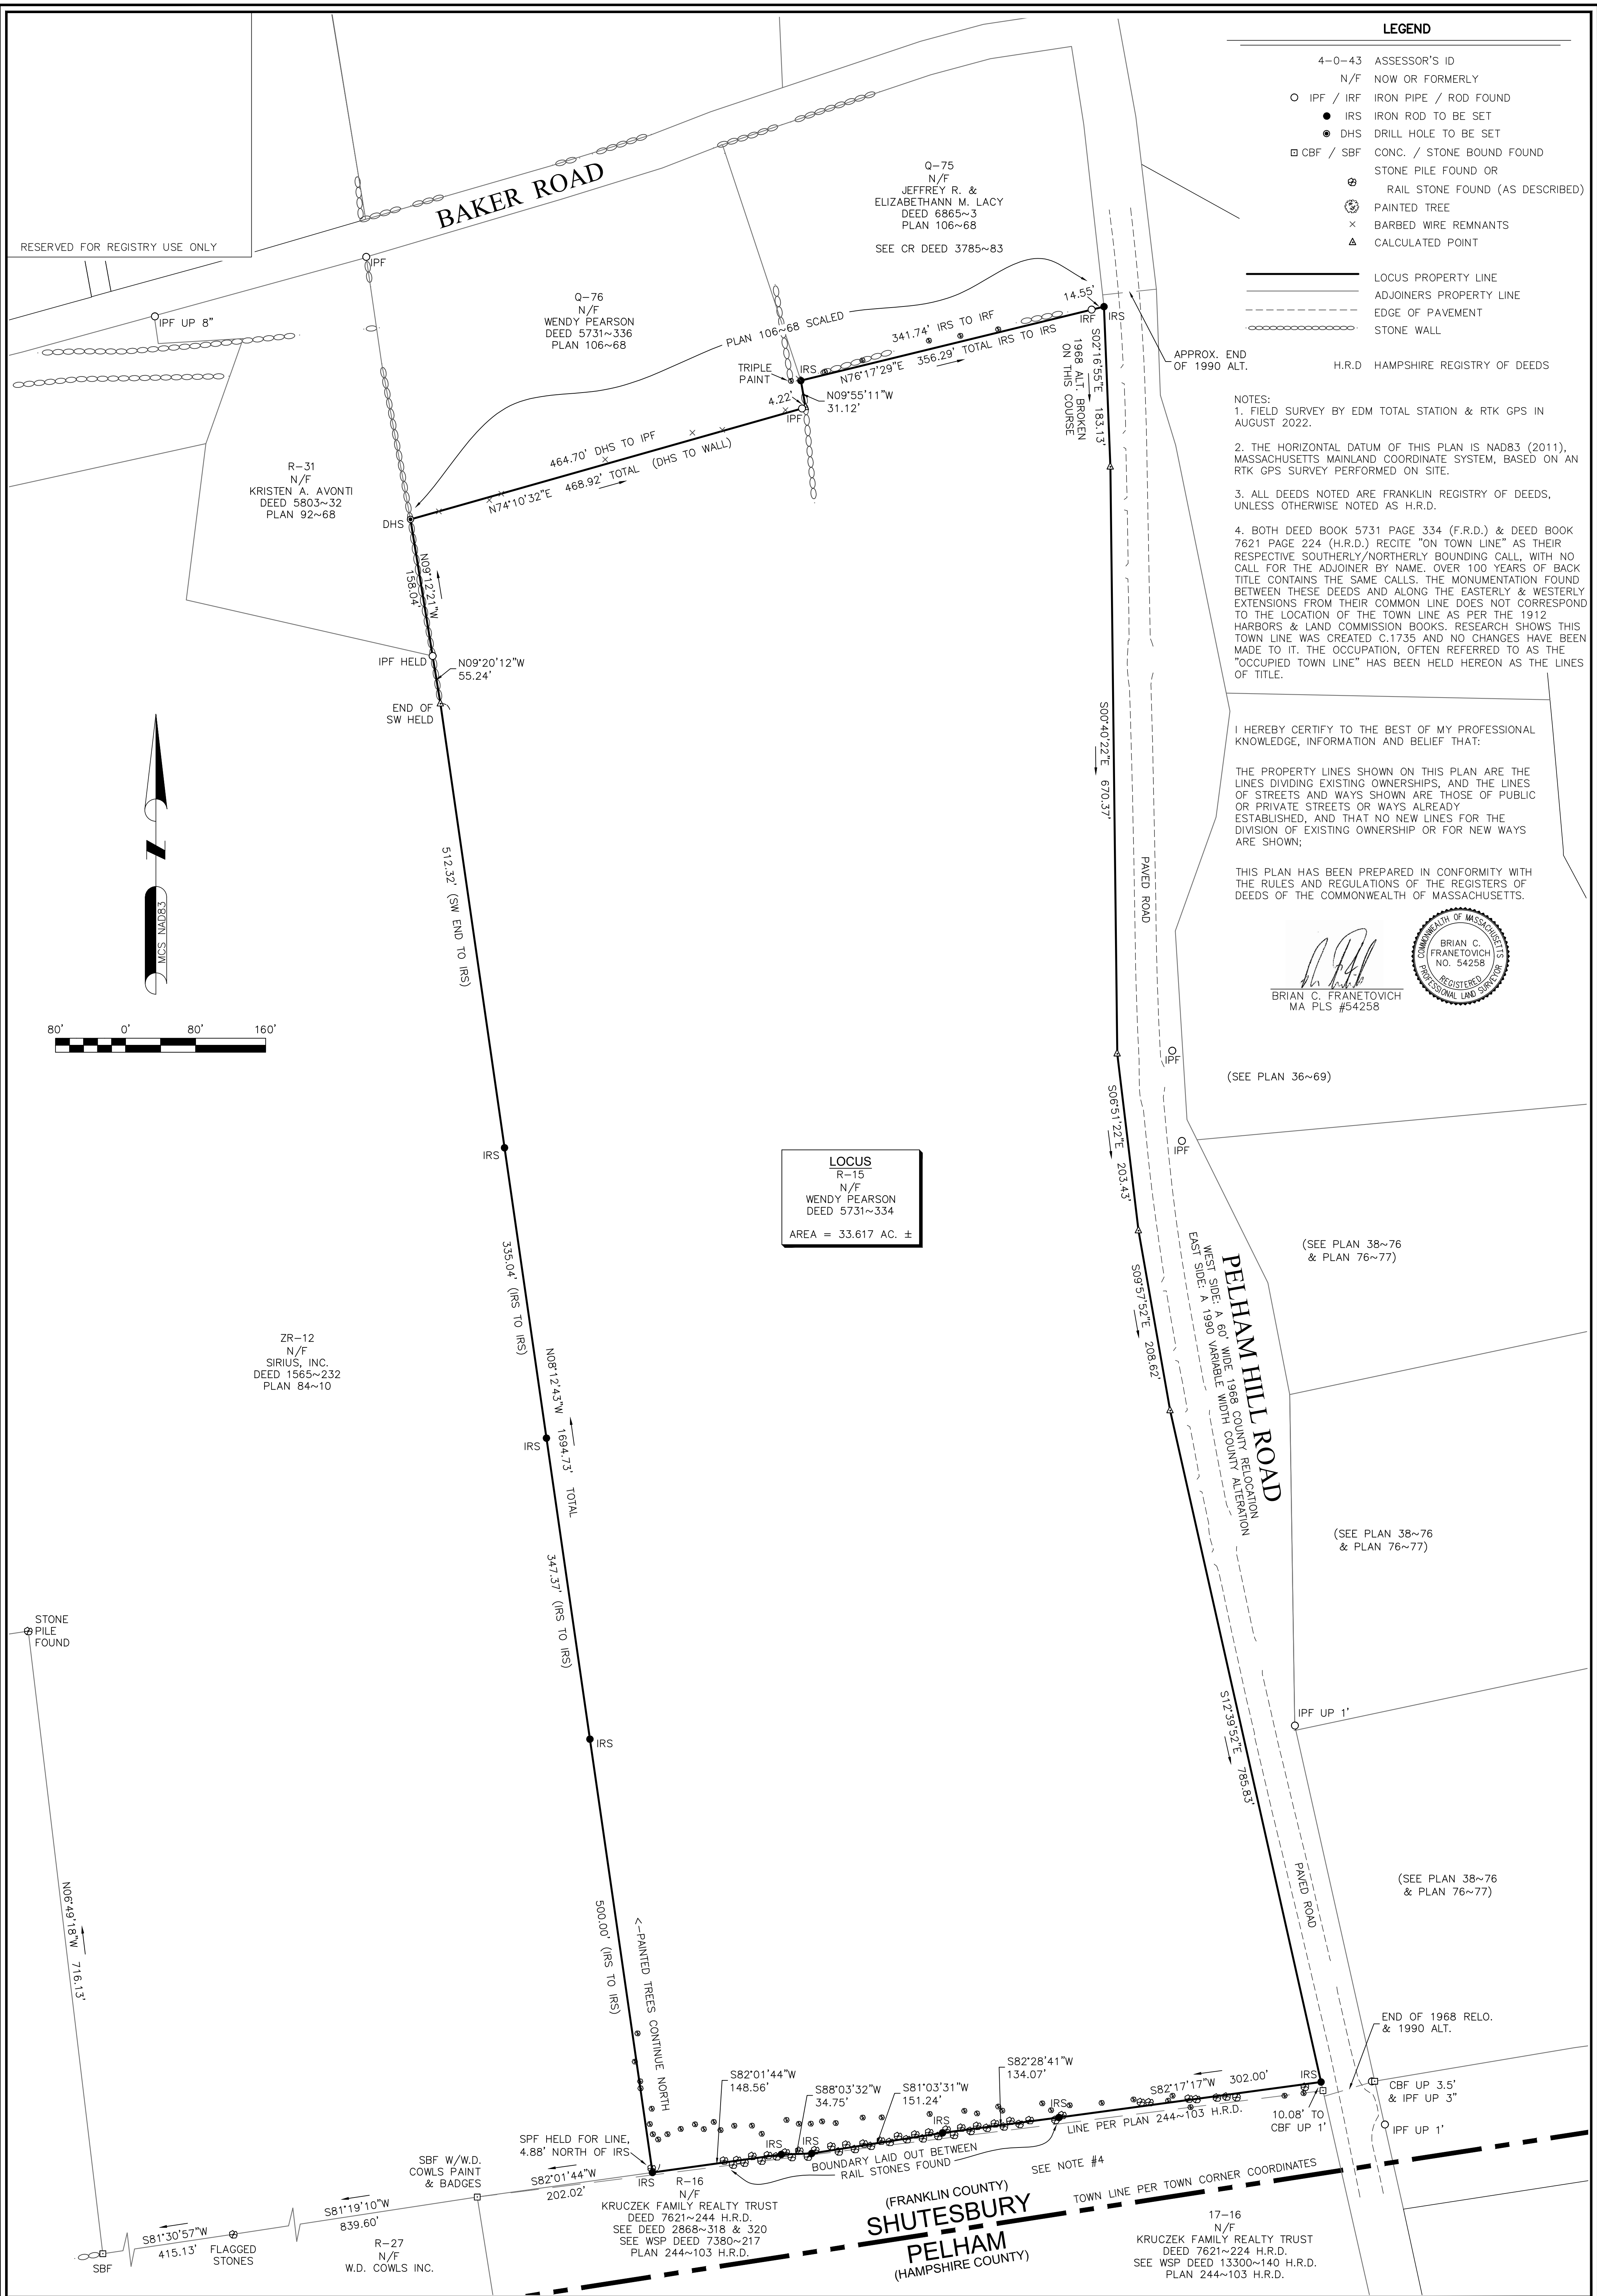 LEGEND
4-0-43 ASSESSOR'S ID
N/F NOW OR FORMERLY
IPF / IRF IRON PIPE / ROD FOUND
IRS IRON ROD TO BE SET
DHS DRILL HOLE TO BE SET
CBF / SBF CONC. / STONE BOUND FOUND
STONE PILE FOUND OR
RAIL STONE FOUND (AS DESCRIBED)
PAINTED TREE
BARBED WIRE REMNANTS
CALCULATED POINT
LOCUS PROPERTY LINE
ADJOINERS PROPERTY LINE
EDGE OF PAVEMENT
STONE WALL
H.R.D HAMPSHIRE REGISTRY OF DEEDS
NOTES:
1. FIELD SURVEY BY EDM TOTAL STATION & RTK GPS IN
AUGUST 2022.
2. THE HORIZONTAL DATUM OF THIS PLAN IS NAD83 (2011),
MASSACHUSETTS MAINLAND COORDINATE SYSTEM, BASED ON AN
RTK GPS SURVEY PERFORMED ON SITE.
3. ALL DEEDS NOTED ARE FRANKLIN REGISTRY OF DEEDS,
UNLESS OTHERWISE NOTED AS H.R.D.
4. BOTH DEED BOOK 5731 PAGE 334 (F.R.D.) & DEED BOOK
7621 PAGE 224 (H.R.D.) RECITE "ON TOWN LINE" AS THEIR
RESPECTIVE SOUTHERLY/NORTHERLY BOUNDING CALL, WITH NO
CALL FOR THE ADJOINER BY NAME. OVER 100 YEARS OF BACK
TITLE CONTAINS THE SAME CALLS. THE MONUMENTATION FOUND
BETWEEN THESE DEEDS AND ALONG THE EASTERLY & WESTERLY
EXTENSIONS FROM THEIR COMMON LINE DOES NOT CORRESPOND
TO THE LOCATION OF THE TOWN LINE AS PER THE 1912
HARBORS & LAND COMMISSION BOOKS. RESEARCH SHOWS THIS
TOWN LINE WAS CREATED C.1735 AND NO CHANGES HAVE BEEN
MADE TO IT. THE OCCUPATION, OFTEN REFERRED TO AS THE
"OCCUPIED TOWN LINE" HAS BEEN HELD HEREON AS THE LINES
OF TITLE.
I HEREBY CERTIFY TO THE BEST OF MY PROFESSIONAL
KNOWLEDGE, INFORMATION AND BELIEF THAT:
THE PROPERTY LINES SHOWN ON THIS PLAN ARE THE
LINES DIVIDING EXISTING OWNERSHIPS, AND THE LINES
OF STREETS AND WAYS SHOWN ARE THOSE OF PUBLIC
OR PRIVATE STREETS OR WAYS ALREADY
ESTABLISHED, AND THAT NO NEW LINES FOR THE
DIVISION OF EXISTING OWNERSHIP OR FOR NEW WAYS
ARE SHOWN;
THIS PLAN HAS BEEN PREPARED IN CONFORMITY WITH
THE RULES AND REGULATIONS OF THE REGISTERS OF
DEEDS OF THE COMMONWEALTH OF MASSACHUSETTS.
BRIAN C. FRANETOVICH
MA PLS #54258
COMMONWEALTH OF MASSACHUSETTS
BRIAN C.
FRANETOVICH
NO. 54258
REGISTERED
PROFESSIONAL LAND SURVEYOR
RESERVED FOR REGISTRY USE ONLY
BAKER ROAD
IPF
IPF UP 8"
Q-75
N/F
JEFFREY R. &
ELIZABETHANN M. LACY
DEED 6865~3
PLAN 106~68
SEE CR DEED 3785~83
Q-76
N/F
WENDY PEARSON
DEED 5731~336
PLAN 106~68
PLAN 106~68 SCALED
14.55'
IRF
IRS
341.74' IRS TO IRF
N76°17'29"E 356.29' TOTAL IRS TO IRS
TRIPLE
PAINT
IRS
N09°55'11"W
31.12'
4.22'
IPF
464.70' DHS TO IPF
N74°10'32"E 468.92' TOTAL (DHS TO WALL)
APPROX. END
OF 1990 ALT.
S02°16'55"E 183.13'
1968 ALT. BROKEN
ON THIS COURSE
R-31
N/F
KRISTEN A. AVONTI
DEED 5803~32
PLAN 92~68
DHS
N09°12'21"W
158.04'
IPF HELD
N09°20'12"W
55.24'
END OF
SW HELD
MCS NAD83
80' 0' 80' 160'
512.32' (SW END TO IRS)
S00°40'22"E 670.37'
PAVED ROAD
IPF
(SEE PLAN 36~69)
IPF
S06°51'22"E 203.43'
LOCUS
R-15
N/F
WENDY PEARSON
DEED 5731~334
AREA = 33.617 AC. ±
IRS
335.04' (IRS TO IRS)
S09°57'52"E 208.62'
PELHAM HILL ROAD
WEST SIDE: A 60' WIDE 1968 COUNTY RELOCATION
EAST SIDE: A 1990 VARIABLE WIDTH COUNTY ALTERATION
(SEE PLAN 38~76
& PLAN 76~77)
ZR-12
N/F
SIRIUS, INC.
DEED 1565~232
PLAN 84~10
N08°12'43"W 1694.73' TOTAL
IRS
347.37' (IRS TO IRS)
(SEE PLAN 38~76
& PLAN 76~77)
STONE
PILE
FOUND
IRS
IPF UP 1'
S12°39'52"E 785.83'
PAVED ROAD
(SEE PLAN 38~76
& PLAN 76~77)
N06°49'18"W 716.13'
500.00' (IRS TO IRS)
<--PAINTED TREES CONTINUE NORTH
END OF 1968 RELO.
& 1990 ALT.
S82°01'44"W
148.56'
S88°03'32"W
34.75'
S81°03'31"W
151.24'
S82°28'41"W
134.07'
S82°17'17"W 302.00'
IRS
IRS
IRS
IRS
IRS
CBF UP 3.5'
& IPF UP 3"
10.08' TO
CBF UP 1'
IPF UP 1'
LINE PER PLAN 244~103 H.R.D.
SPF HELD FOR LINE,
4.88' NORTH OF IRS
IRS
BOUNDARY LAID OUT BETWEEN
RAIL STONES FOUND
SEE NOTE #4
SBF W/W.D.
COWLS PAINT
& BADGES
S82°01'44"W
202.02'
S81°19'10"W
839.60'
S81°30'57"W
415.13'
FLAGGED
STONES
SBF
R-27
N/F
W.D. COWLS INC.
R-16
N/F
KRUCZEK FAMILY REALTY TRUST
DEED 7621~244 H.R.D.
SEE DEED 2868~318 & 320
SEE WSP DEED 7380~217
PLAN 244~103 H.R.D.
(FRANKLIN COUNTY)
SHUTESBURY
TOWN LINE PER TOWN CORNER COORDINATES
PELHAM
(HAMPSHIRE COUNTY)
17-16
N/F
KRUCZEK FAMILY REALTY TRUST
DEED 7621~224 H.R.D.
SEE WSP DEED 13300~140 H.R.D.
PLAN 244~103 H.R.D.